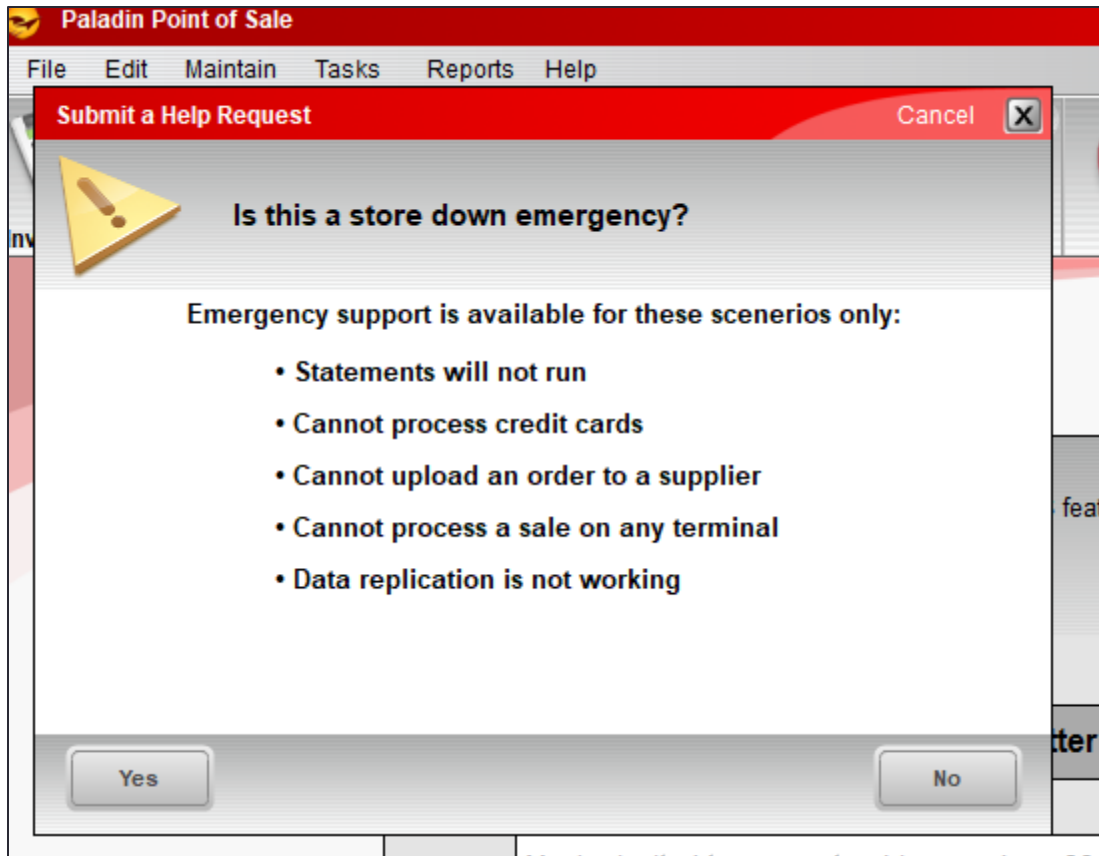 Paladin Point of Sale
File Edit Maintain Tasks Reports Help
Submit a Help Request Cancel X
Is this a store down emergency?
Emergency support is available for these scenerios only:
• Statements will not run
• Cannot process credit cards
• Cannot upload an order to a supplier
• Cannot process a sale on any terminal
• Data replication is not working
Yes No